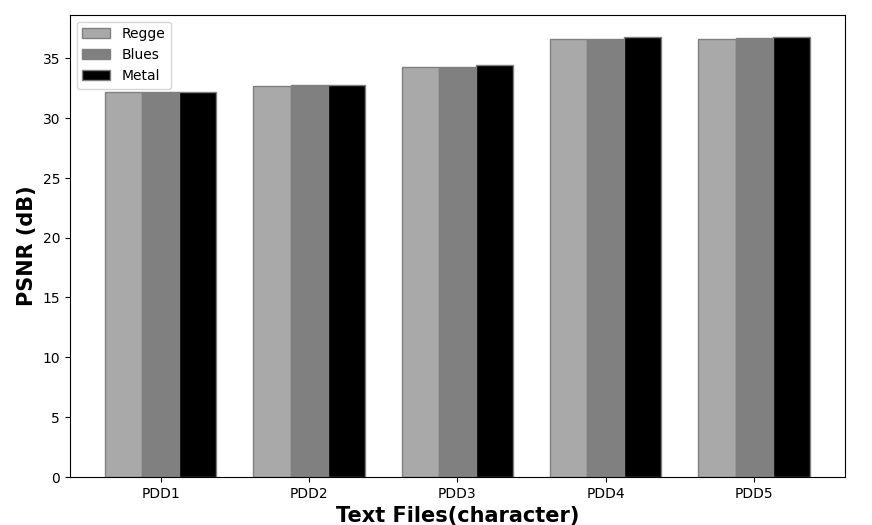 Regge
Blues
Metal
PSNR (dB)
35
30
25
20
15
10
5
0
PDD1 PDD2 PDD3 PDD4 PDD5
Text Files(character)